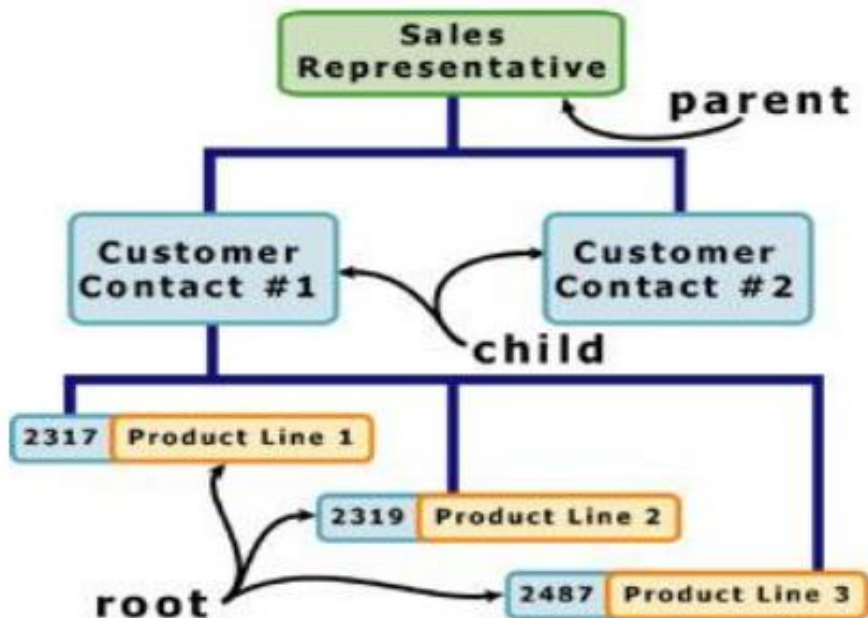 Sales
Representative
parent
Customer
Contact #1
Customer
Contact #2
child
2317 Product Line 1
2319 Product Line 2
2487 Product Line 3
root